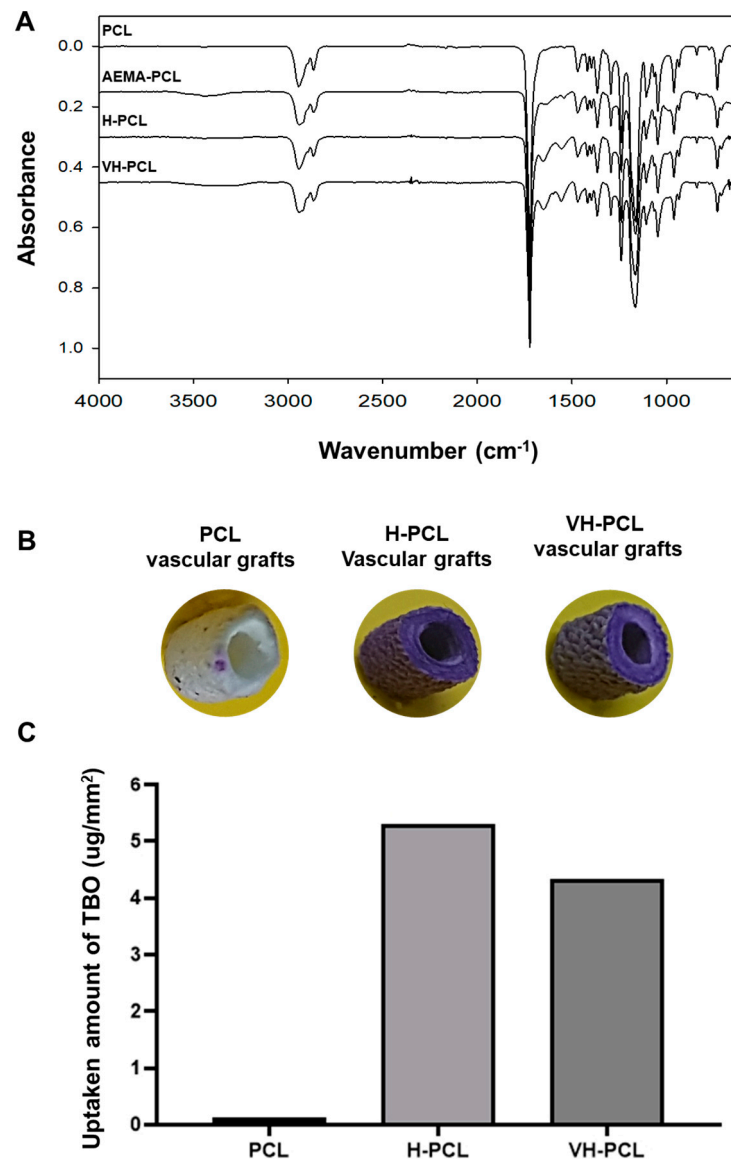 A
PCL
AEMA-PCL
H-PCL
VH-PCL
0.0
0.2
0.4
0.6
0.8
1.0
Absorbance
4000 3500 3000 2500 2000 1500 1000
Wavenumber (cm-1)
B
PCL
vascular grafts
H-PCL
Vascular grafts
VH-PCL
vascular grafts
C
Uptaken amount of TBO (ug/mm2)
6
5
4
3
2
1
0
PCL H-PCL VH-PCL